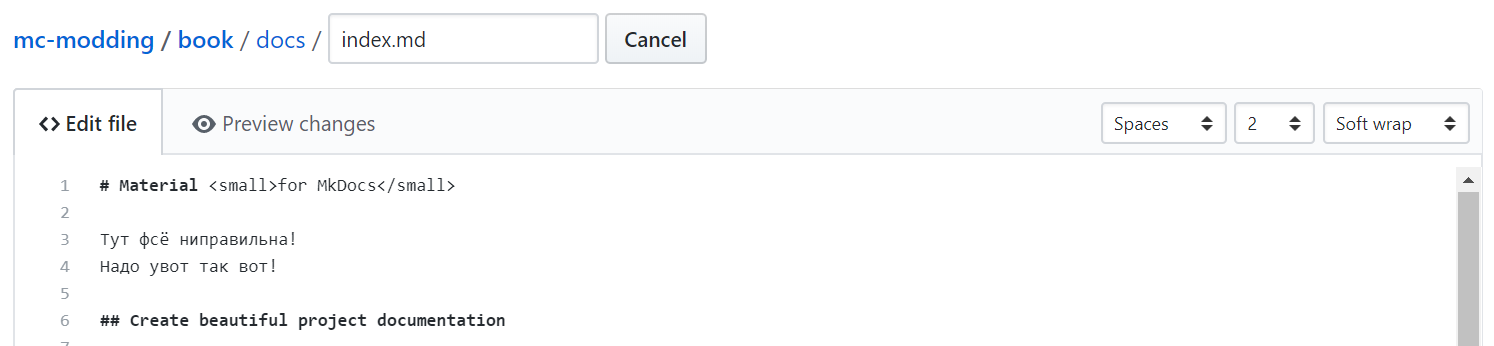 mc-modding / book / docs / index.md Cancel
<> Edit file Preview changes Spaces 2 Soft wrap
1 # Material <small>for MkDocs</small>
2
3 Тут фсё ниправильна!
4 Надо увот так вот!
5
6 ## Create beautiful project documentation
7